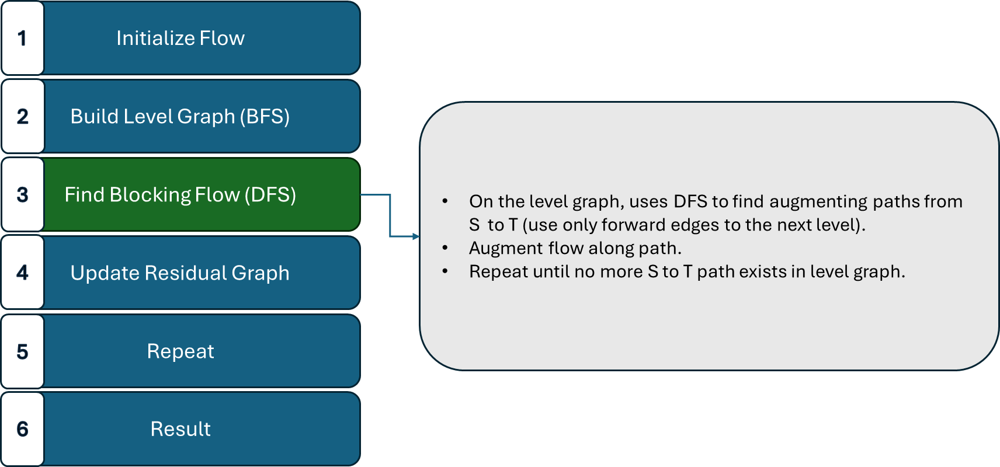 1
Initialize Flow
2
Build Level Graph (BFS)
3
Find Blocking Flow (DFS)
4
Update Residual Graph
5
Repeat
6
Result
• On the level graph, uses DFS to find augmenting paths from
S to T (use only forward edges to the next level).
• Augment flow along path.
• Repeat until no more S to T path exists in level graph.